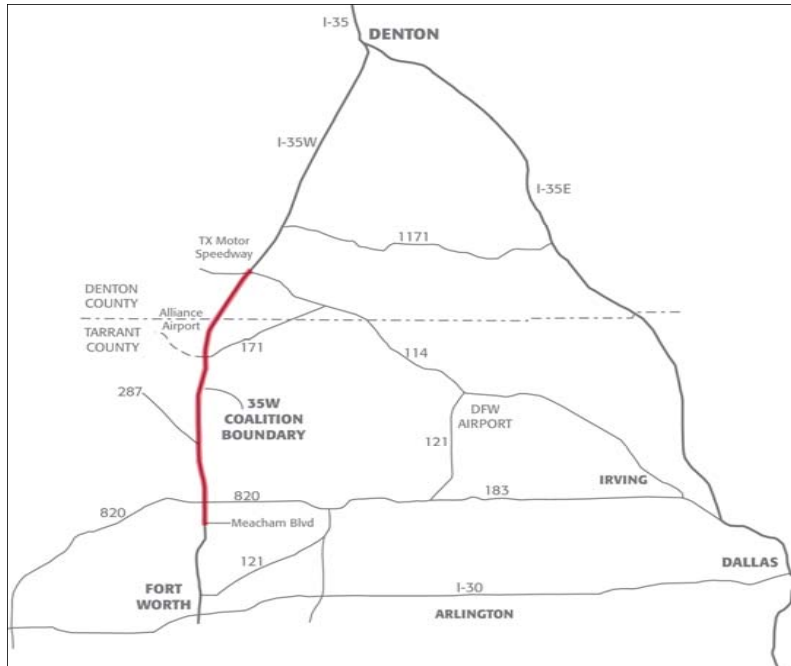 I-35
DENTON
I-35W
I-35E
1171
TX Motor
Speedway
DENTON
COUNTY
Alliance
Airport
TARRANT
COUNTY
171
114
287
35W
COALITION
BOUNDARY
DFW
AIRPORT
121
IRVING
820
183
820
Meacham Blvd
121
DALLAS
FORT
WORTH
I-30
ARLINGTON